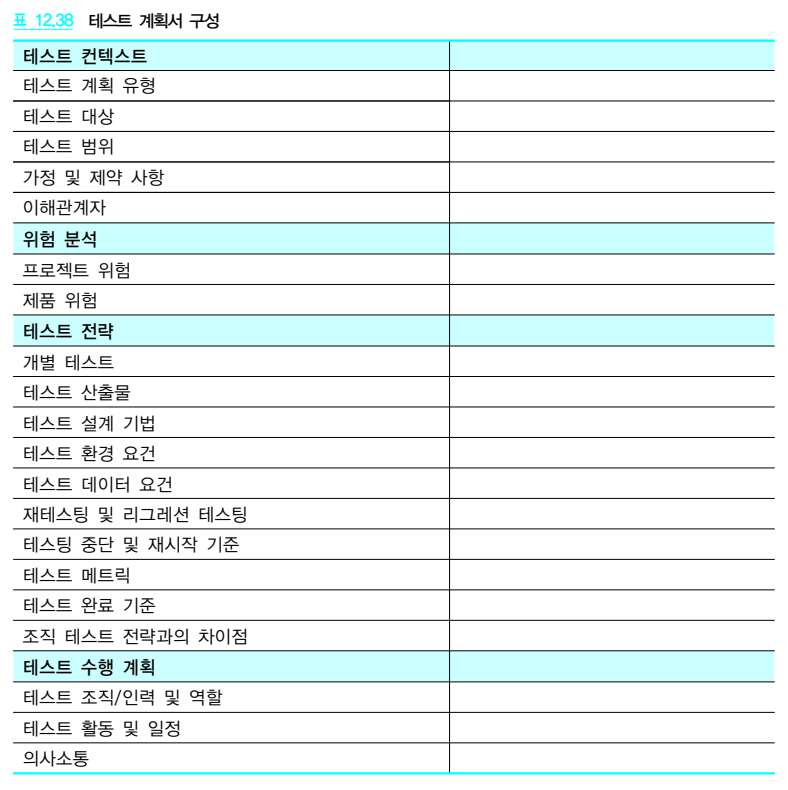 표 12.38 테스트 계획서 구성
테스트 컨텍스트
테스트 계획 유형
테스트 대상
테스트 범위
가정 및 제약 사항
이해관계자
위험 분석
프로젝트 위험
제품 위험
테스트 전략
개별 테스트
테스트 산출물
테스트 설계 기법
테스트 환경 요건
테스트 데이터 요건
재테스팅 및 리그레션 테스팅
테스팅 중단 및 재시작 기준
테스트 메트릭
테스트 완료 기준
조직 테스트 전략과의 차이점
테스트 수행 계획
테스트 조직/인력 및 역할
테스트 활동 및 일정
의사소통